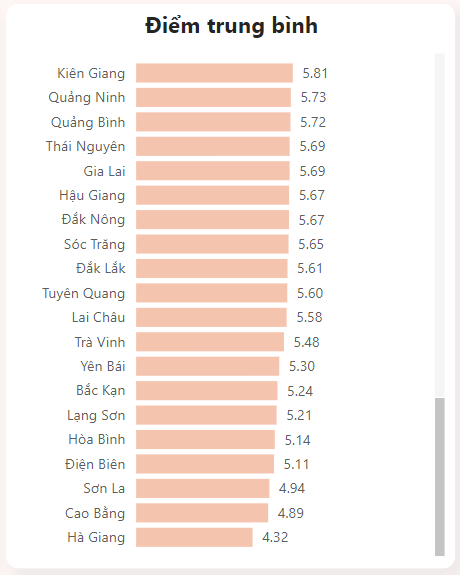 Điểm trung bình
Kiên Giang 5.81
Quảng Ninh 5.73
Quảng Bình 5.72
Thái Nguyên 5.69
Gia Lai 5.69
Hậu Giang 5.67
Đắk Nông 5.67
Sóc Trăng 5.65
Đắk Lắk 5.61
Tuyên Quang 5.60
Lai Châu 5.58
Trà Vinh 5.48
Yên Bái 5.30
Bắc Kạn 5.24
Lạng Sơn 5.21
Hòa Bình 5.14
Điện Biên 5.11
Sơn La 4.94
Cao Bằng 4.89
Hà Giang 4.32